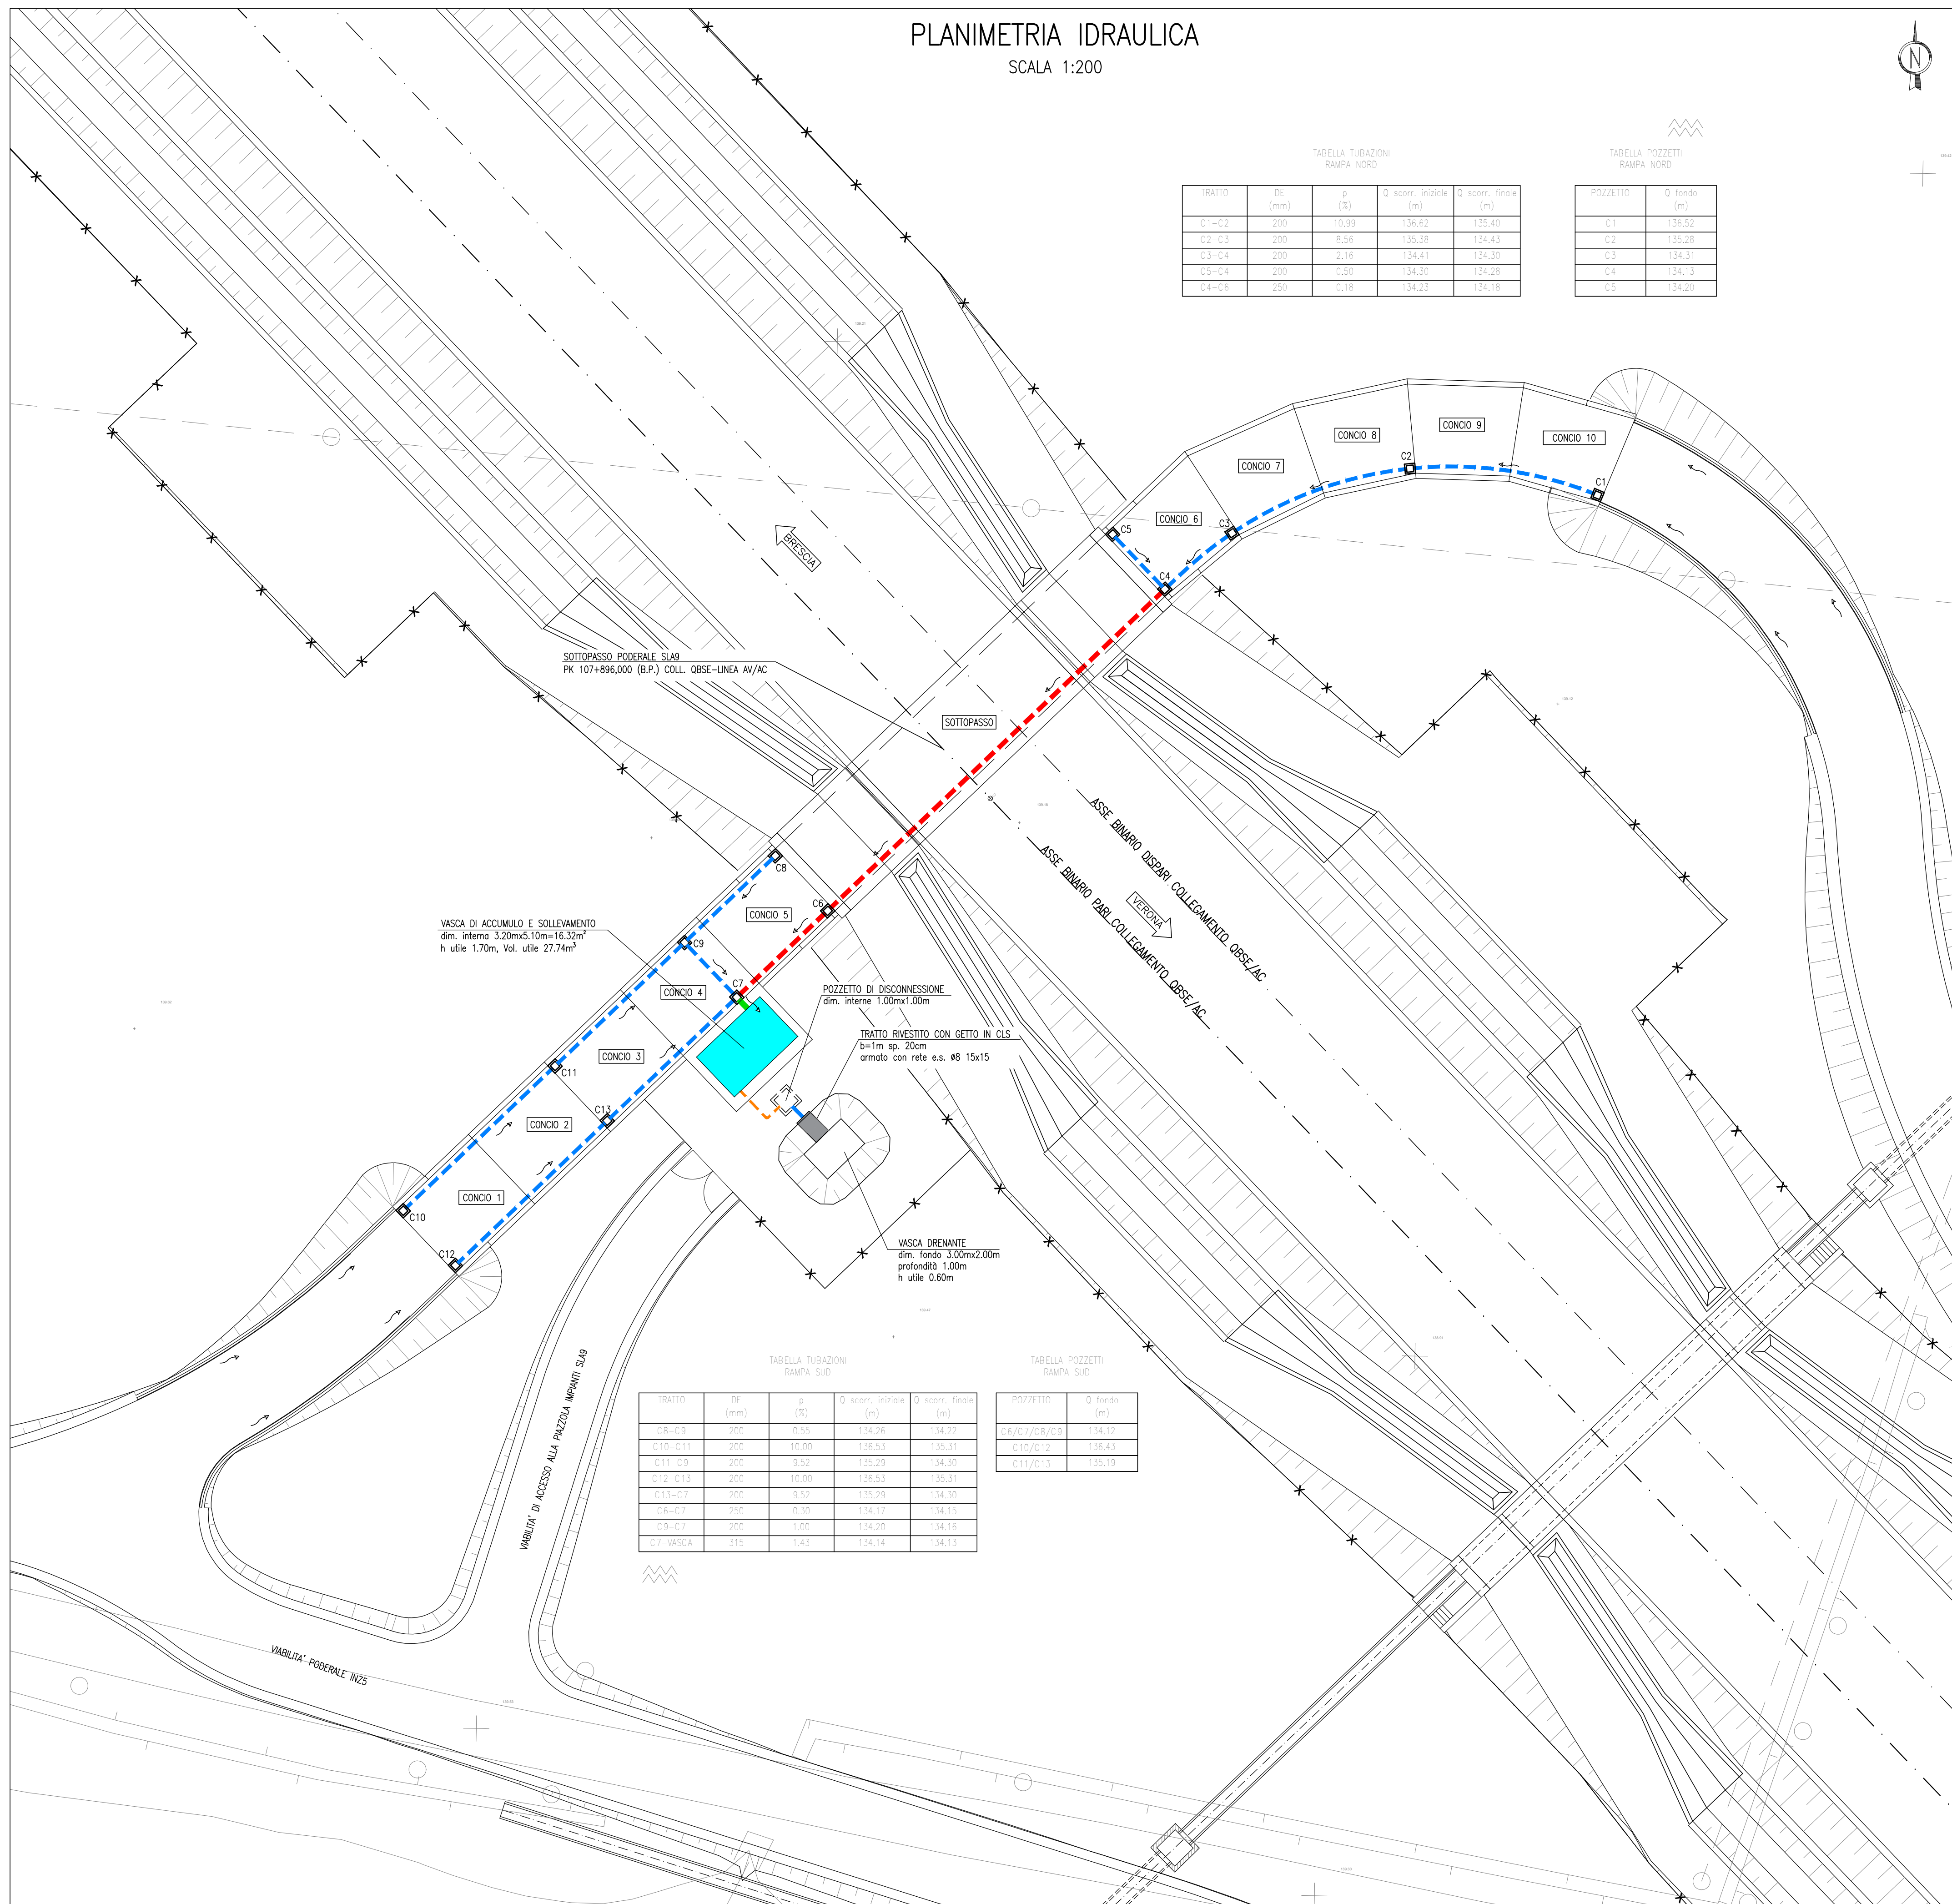 PLANIMETRIA IDRAULICA
SCALA 1:200
N
TABELLA TUBAZIONI
RAMPA NORD
TRATTO DE (mm) p (%) Q scorr. iniziale (m) Q scorr. finale (m)
C1-C2 200 10,99 136,62 135,40
C2-C3 200 8,56 135,38 134,43
C3-C4 200 2,16 134,41 134,30
C5-C4 200 0,50 134,30 134,28
C4-C6 250 0,18 134,23 134,18
TABELLA POZZETTI
RAMPA NORD
POZZETTO Q fondo (m)
C1 136,52
C2 135,28
C3 134,31
C4 134,13
C5 134,20
CONCIO 10
CONCIO 9
CONCIO 8
CONCIO 7
CONCIO 6
C1
C2
C3
C4
C5
BRESCIA
SOTTOPASSO PODERALE SLA9
PK 107+896,000 (B.P.) COLL. QBSE-LINEA AV/AC
SOTTOPASSO
ASSE BINARIO DISPARI COLLEGAMENTO QBSE/AC
ASSE BINARIO PARI COLLEGAMENTO QBSE/AC
VERONA
C8
C6
CONCIO 5
C9
C7
CONCIO 4
VASCA DI ACCUMULO E SOLLEVAMENTO
dim. interna 3.20mx5.10m=16.32m²
h utile 1.70m, Vol. utile 27.74m³
POZZETTO DI DISCONNESSIONE
dim. interne 1.00mx1.00m
TRATTO RIVESTITO CON GETTO IN CLS
b=1m sp. 20cm
armato con rete e.s. ø8 15x15
CONCIO 3
C11
C13
CONCIO 2
CONCIO 1
C10
C12
VASCA DRENANTE
dim. fondo 3.00mx2.00m
profondità 1.00m
h utile 0.60m
VIABILITA' DI ACCESSO ALLA PIAZZOLA IMPIANTI SLA9
VIABILITA' PODERALE INZ5
TABELLA TUBAZIONI
RAMPA SUD
TRATTO DE (mm) p (%) Q scorr. iniziale (m) Q scorr. finale (m)
C8-C9 200 0,55 134,26 134,22
C10-C11 200 10,00 136,53 135,31
C11-C9 200 9,52 135,29 134,30
C12-C13 200 10,00 136,53 135,31
C13-C7 200 9,52 135,29 134,30
C6-C7 250 0,30 134,17 134,15
C9-C7 200 1,00 134,20 134,16
C7-VASCA 315 1,43 134,14 134,13
TABELLA POZZETTI
RAMPA SUD
POZZETTO Q fondo (m)
C6/C7/C8/C9 134,12
C10/C12 136,43
C11/C13 135,19